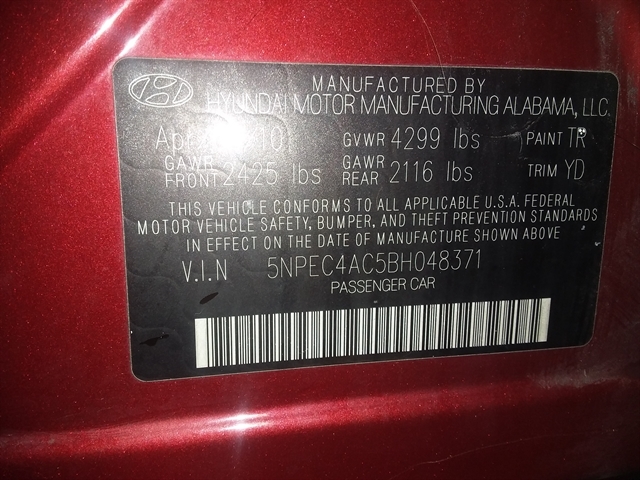 MANUFACTURED BY
HYUNDAI MOTOR MANUFACTURING ALABAMA, LLC.
GVWR 4299 lbs PAINT TR
GAWR FRONT 2425 lbs GAWR REAR 2116 lbs TRIM YD
THIS VEHICLE CONFORMS TO ALL APPLICABLE U.S.A. FEDERAL
MOTOR VEHICLE SAFETY, BUMPER, AND THEFT PREVENTION STANDARDS
IN EFFECT ON THE DATE OF MANUFACTURE SHOWN ABOVE
V.I.N 5NPEC4AC5BH048371
PASSENGER CAR